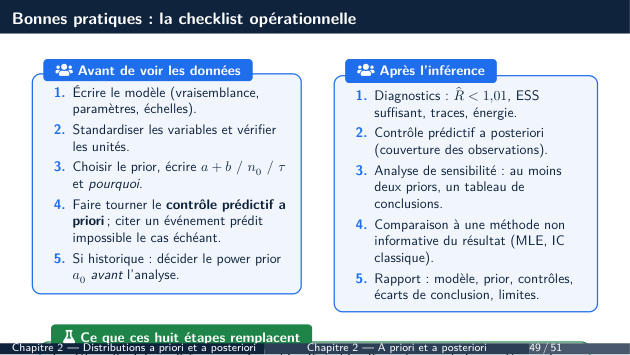 Bonnes pratiques : la checklist opérationnelle
Avant de voir les données
1. Écrire le modèle (vraisemblance,
paramètres, échelles).
2. Standardiser les variables et vérifier
les unités.
3. Choisir le prior, écrire a + b / n₀ / τ
et pourquoi.
4. Faire tourner le contrôle prédictif a
priori ; citer un événement prédit
impossible le cas échéant.
5. Si historique : décider le power prior
a₀ avant l'analyse.
Après l'inférence
1. Diagnostics : R̂ < 1,01, ESS
suffisant, traces, énergie.
2. Contrôle prédictif a posteriori
(couverture des observations).
3. Analyse de sensibilité : au moins
deux priors, un tableau de
conclusions.
4. Comparaison à une méthode non
informative du résultat (MLE, IC
classique).
5. Rapport : modèle, prior, contrôles,
écarts de conclusion, limites.
Ce que ces huit étapes remplacent
Chapitre 2 — Distributions a priori et a posteriori
Chapitre 2 — A priori et a posteriori
49 / 51